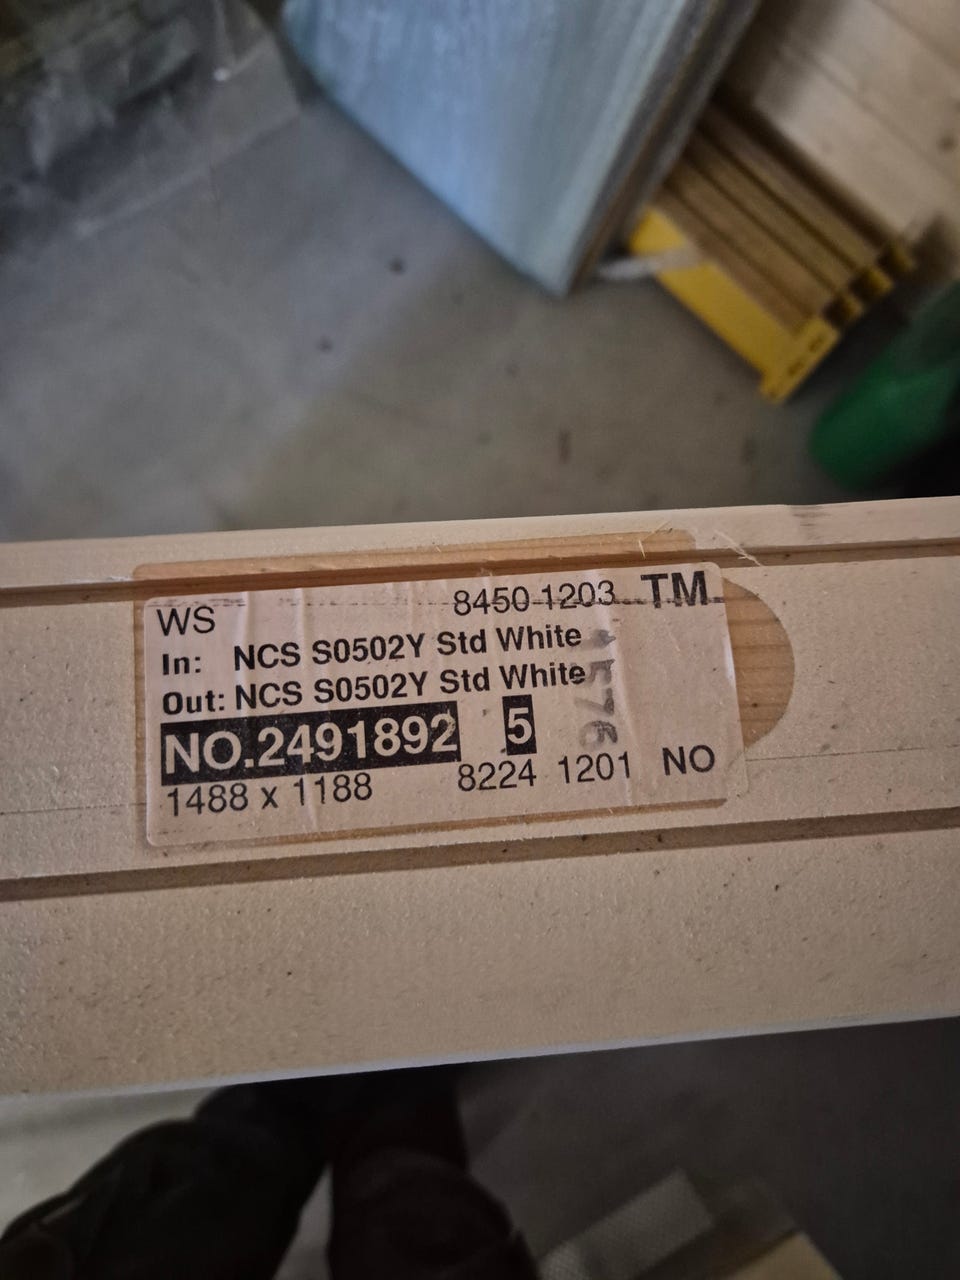 WS 8450 1203 TM
In: NCS S0502Y Std White
Out: NCS S0502Y Std White
NO.2491892 5
1488 x 1188 8224 1201 NO